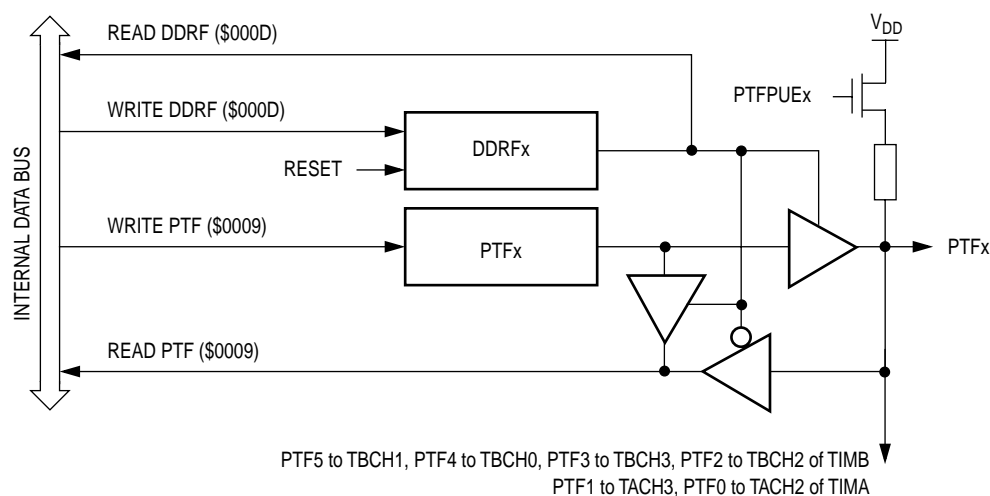 READ DDRF ($000D)
V_DD
PTFPUEx
WRITE DDRF ($000D)
DDRFx
RESET
INTERNAL DATA BUS
WRITE PTF ($0009)
PTFx
PTFx
READ PTF ($0009)
PTF5 to TBCH1, PTF4 to TBCH0, PTF3 to TBCH3, PTF2 to TBCH2 of TIMB
PTF1 to TACH3, PTF0 to TACH2 of TIMA